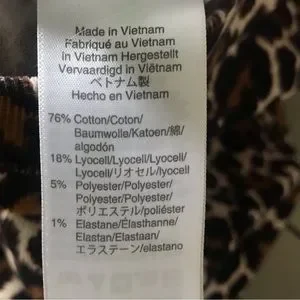 Made in Vietnam
Fabriqué au Vietnam
In Vietnam Hergestellt
Vervaardigd in Viëtnam
ベトナム製
Hecho en Vietnam
76% Cotton/Coton/
Baumwolle/Katoen/綿/
algodón
18% Lyocell/Lyocell/Lyocell/
Lyocell/リオセル/lyocell
5% Polyester/Polyester/
Polyester/Polyester/
ポリエステル/poliéster
1% Elastane/Élasthanne/
Elastan/Elastaan/
エラステーン/elastano